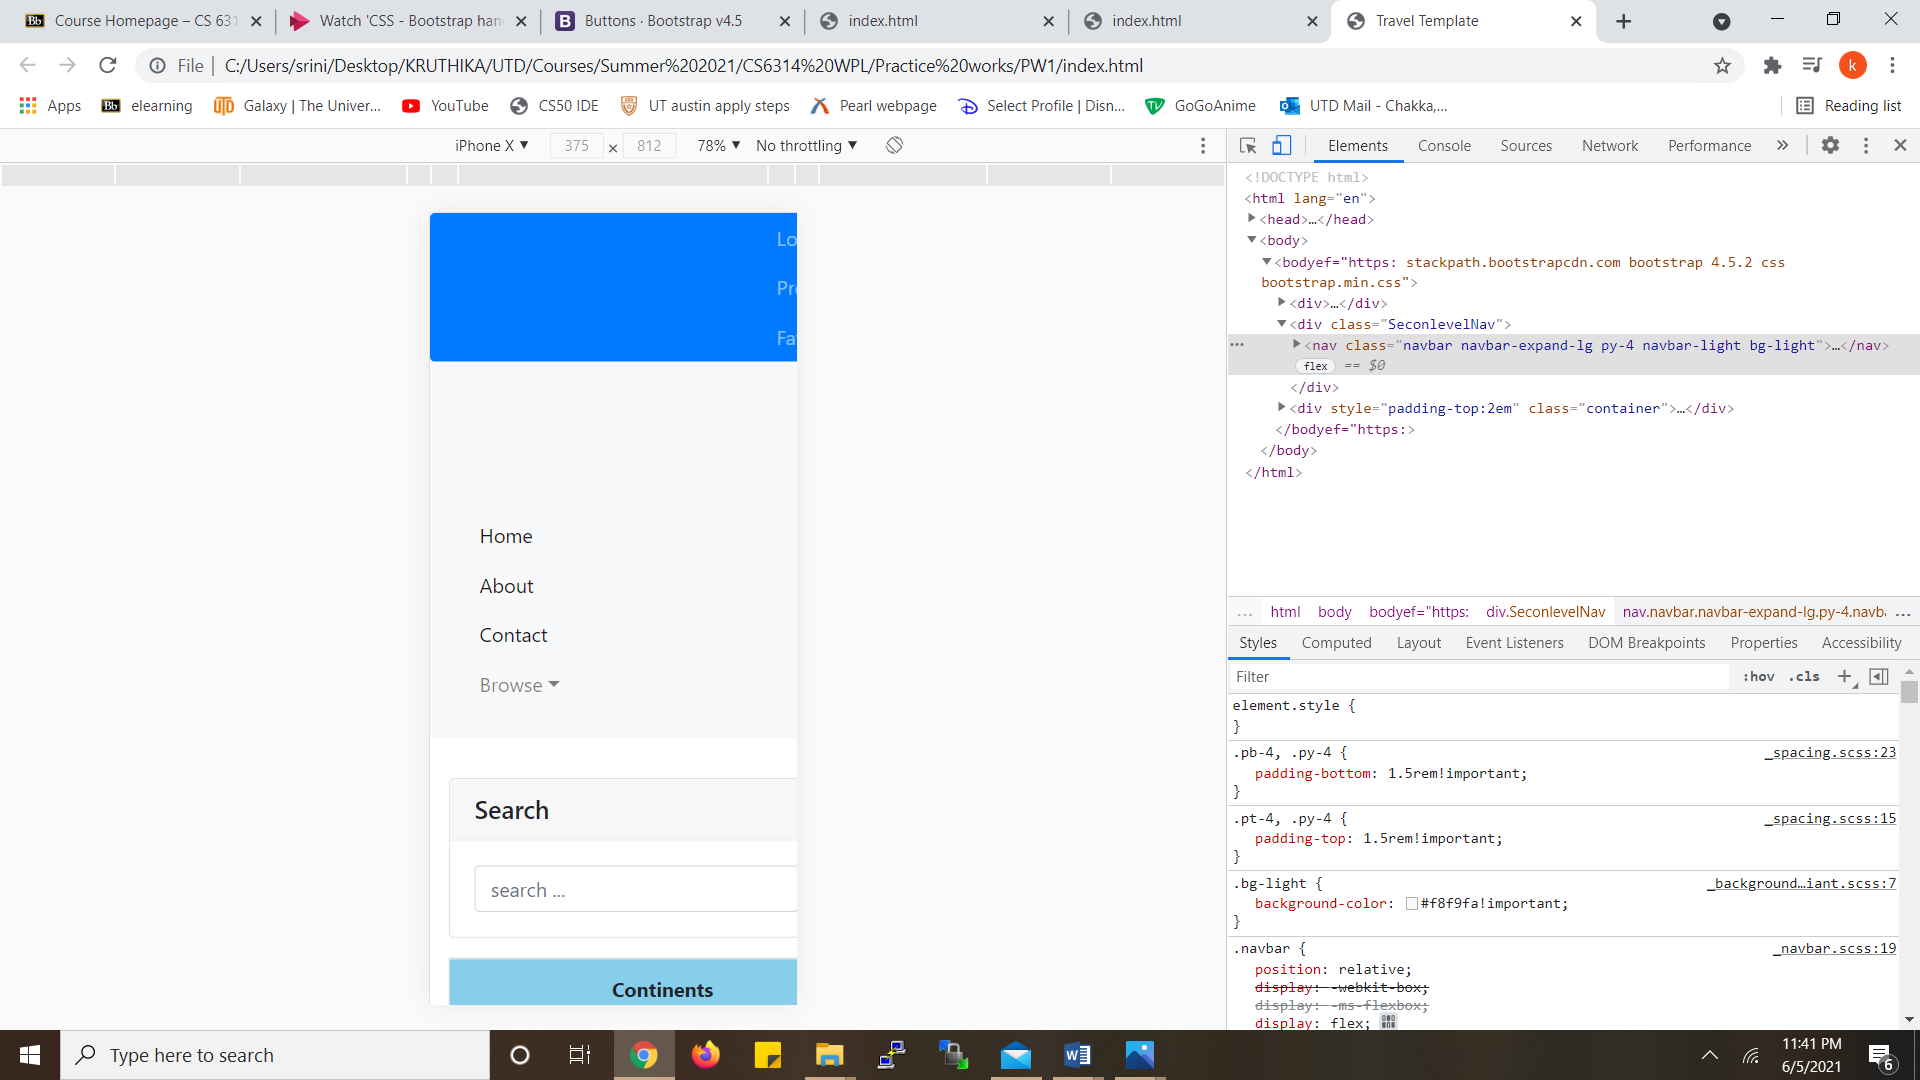 Course Homepage – CS 631
Watch 'CSS - Bootstrap han
Buttons · Bootstrap v4.5
index.html
index.html
Travel Template
File
C:/Users/srini/Desktop/KRUTHIKA/UTD/Courses/Summer%202021/CS6314%20WPL/Practice%20works/PW1/index.html
k
Apps
Bb elearning
Galaxy | The Univer...
YouTube
CS50 IDE
UT austin apply steps
Pearl webpage
Select Profile | Disn...
GoGoAnime
UTD Mail - Chakka,...
Reading list
iPhone X ▼ 375 × 812 78% ▼ No throttling ▼
Elements Console Sources Network Performance »
Lo
Pro
Fa
Home
About
Contact
Browse
Search
search ...
Continents
<!DOCTYPE html>
<html lang="en">
<head>…</head>
<body>
<bodyef="https: stackpath.bootstrapcdn.com bootstrap 4.5.2 css
bootstrap.min.css">
<div>…</div>
<div class="SeconlevelNav">
<nav class="navbar navbar-expand-lg py-4 navbar-light bg-light">…</nav>
flex == $0
</div>
<div style="padding-top:2em" class="container">…</div>
</bodyef="https:>
</body>
</html>
... html body bodyef="https: div.SeconlevelNav nav.navbar.navbar-expand-lg.py-4.navba ...
Styles Computed Layout Event Listeners DOM Breakpoints Properties Accessibility
Filter :hov .cls +
element.style {
}
.pb-4, .py-4 { _spacing.scss:23
padding-bottom: 1.5rem!important;
}
.pt-4, .py-4 { _spacing.scss:15
padding-top: 1.5rem!important;
}
.bg-light { _background…iant.scss:7
background-color: #f8f9fa!important;
}
.navbar { _navbar.scss:19
position: relative;
display: -webkit-box;
display: -ms-flexbox;
display: flex;
Type here to search
11:41 PM
6/5/2021
6